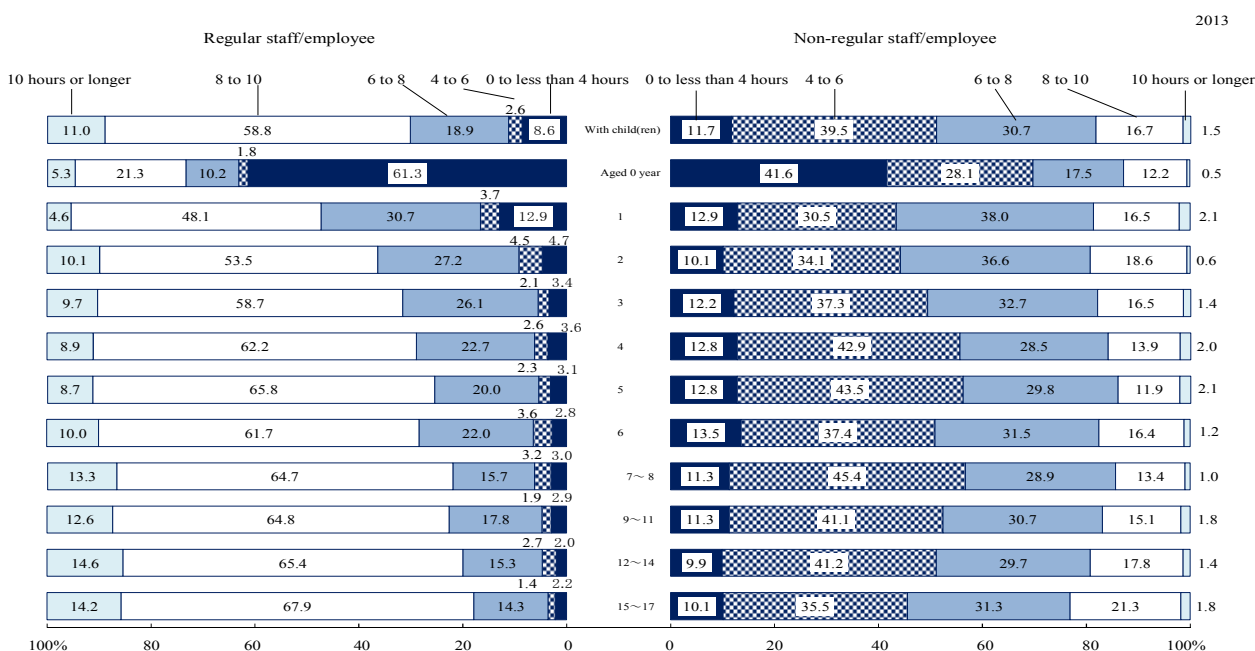 2013
Regular staff/employee Non-regular staff/employee
10 hours or longer 8 to 10 6 to 8 4 to 6 0 to less than 4 hours 0 to less than 4 hours 4 to 6 6 to 8 8 to 10 10 hours or longer
2.6
11.0 58.8 18.9 8.6 With child(ren) 11.7 39.5 30.7 16.7 1.5
1.8
5.3 21.3 10.2 61.3 Aged 0 year 41.6 28.1 17.5 12.2 0.5
3.7
4.6 48.1 30.7 12.9 1 12.9 30.5 38.0 16.5 2.1
4.5 4.7
10.1 53.5 27.2 2 10.1 34.1 36.6 18.6 0.6
2.1 3.4
9.7 58.7 26.1 3 12.2 37.3 32.7 16.5 1.4
2.6 3.6
8.9 62.2 22.7 4 12.8 42.9 28.5 13.9 2.0
2.3 3.1
8.7 65.8 20.0 5 12.8 43.5 29.8 11.9 2.1
3.6 2.8
10.0 61.7 22.0 6 13.5 37.4 31.5 16.4 1.2
3.2 3.0
13.3 64.7 15.7 7～8 11.3 45.4 28.9 13.4 1.0
1.9 2.9
12.6 64.8 17.8 9～11 11.3 41.1 30.7 15.1 1.8
2.7 2.0
14.6 65.4 15.3 12～14 9.9 41.2 29.7 17.8 1.4
1.4 2.2
14.2 67.9 14.3 15～17 10.1 35.5 31.3 21.3 1.8
100% 80 60 40 20 0 0 20 40 60 80 100%